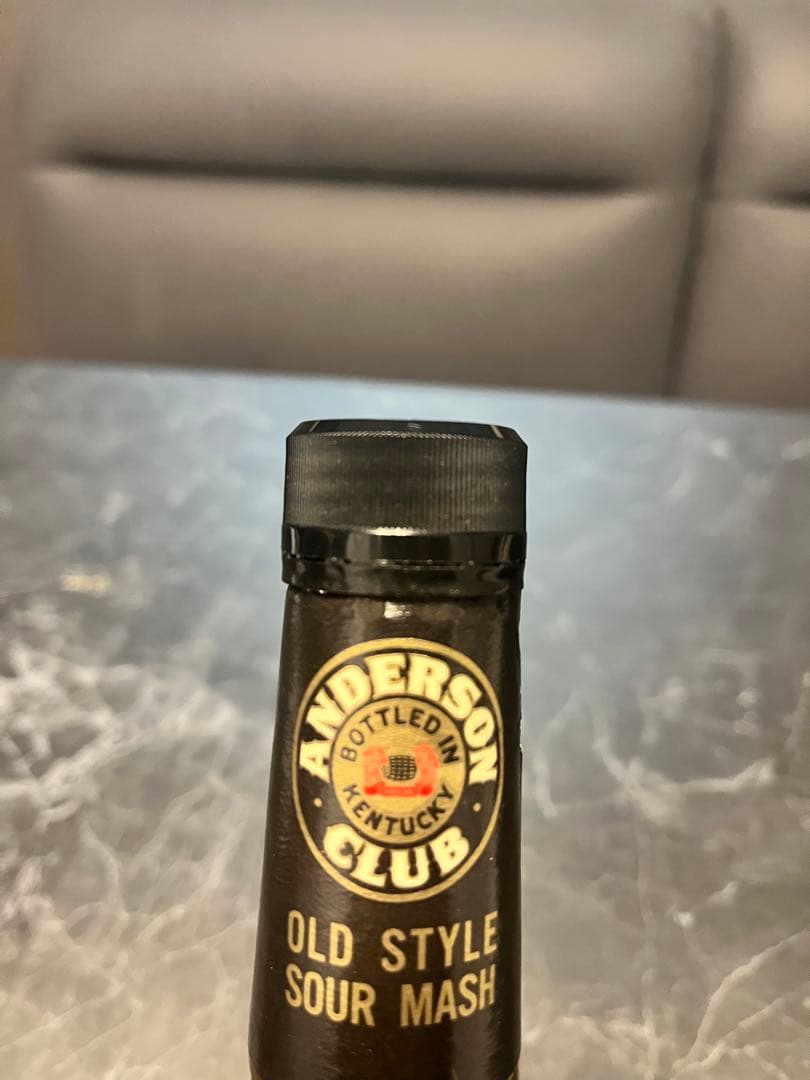 ANDERSON
BOTTLED IN
KENTUCKY
CLUB
OLD STYLE
SOUR MASH